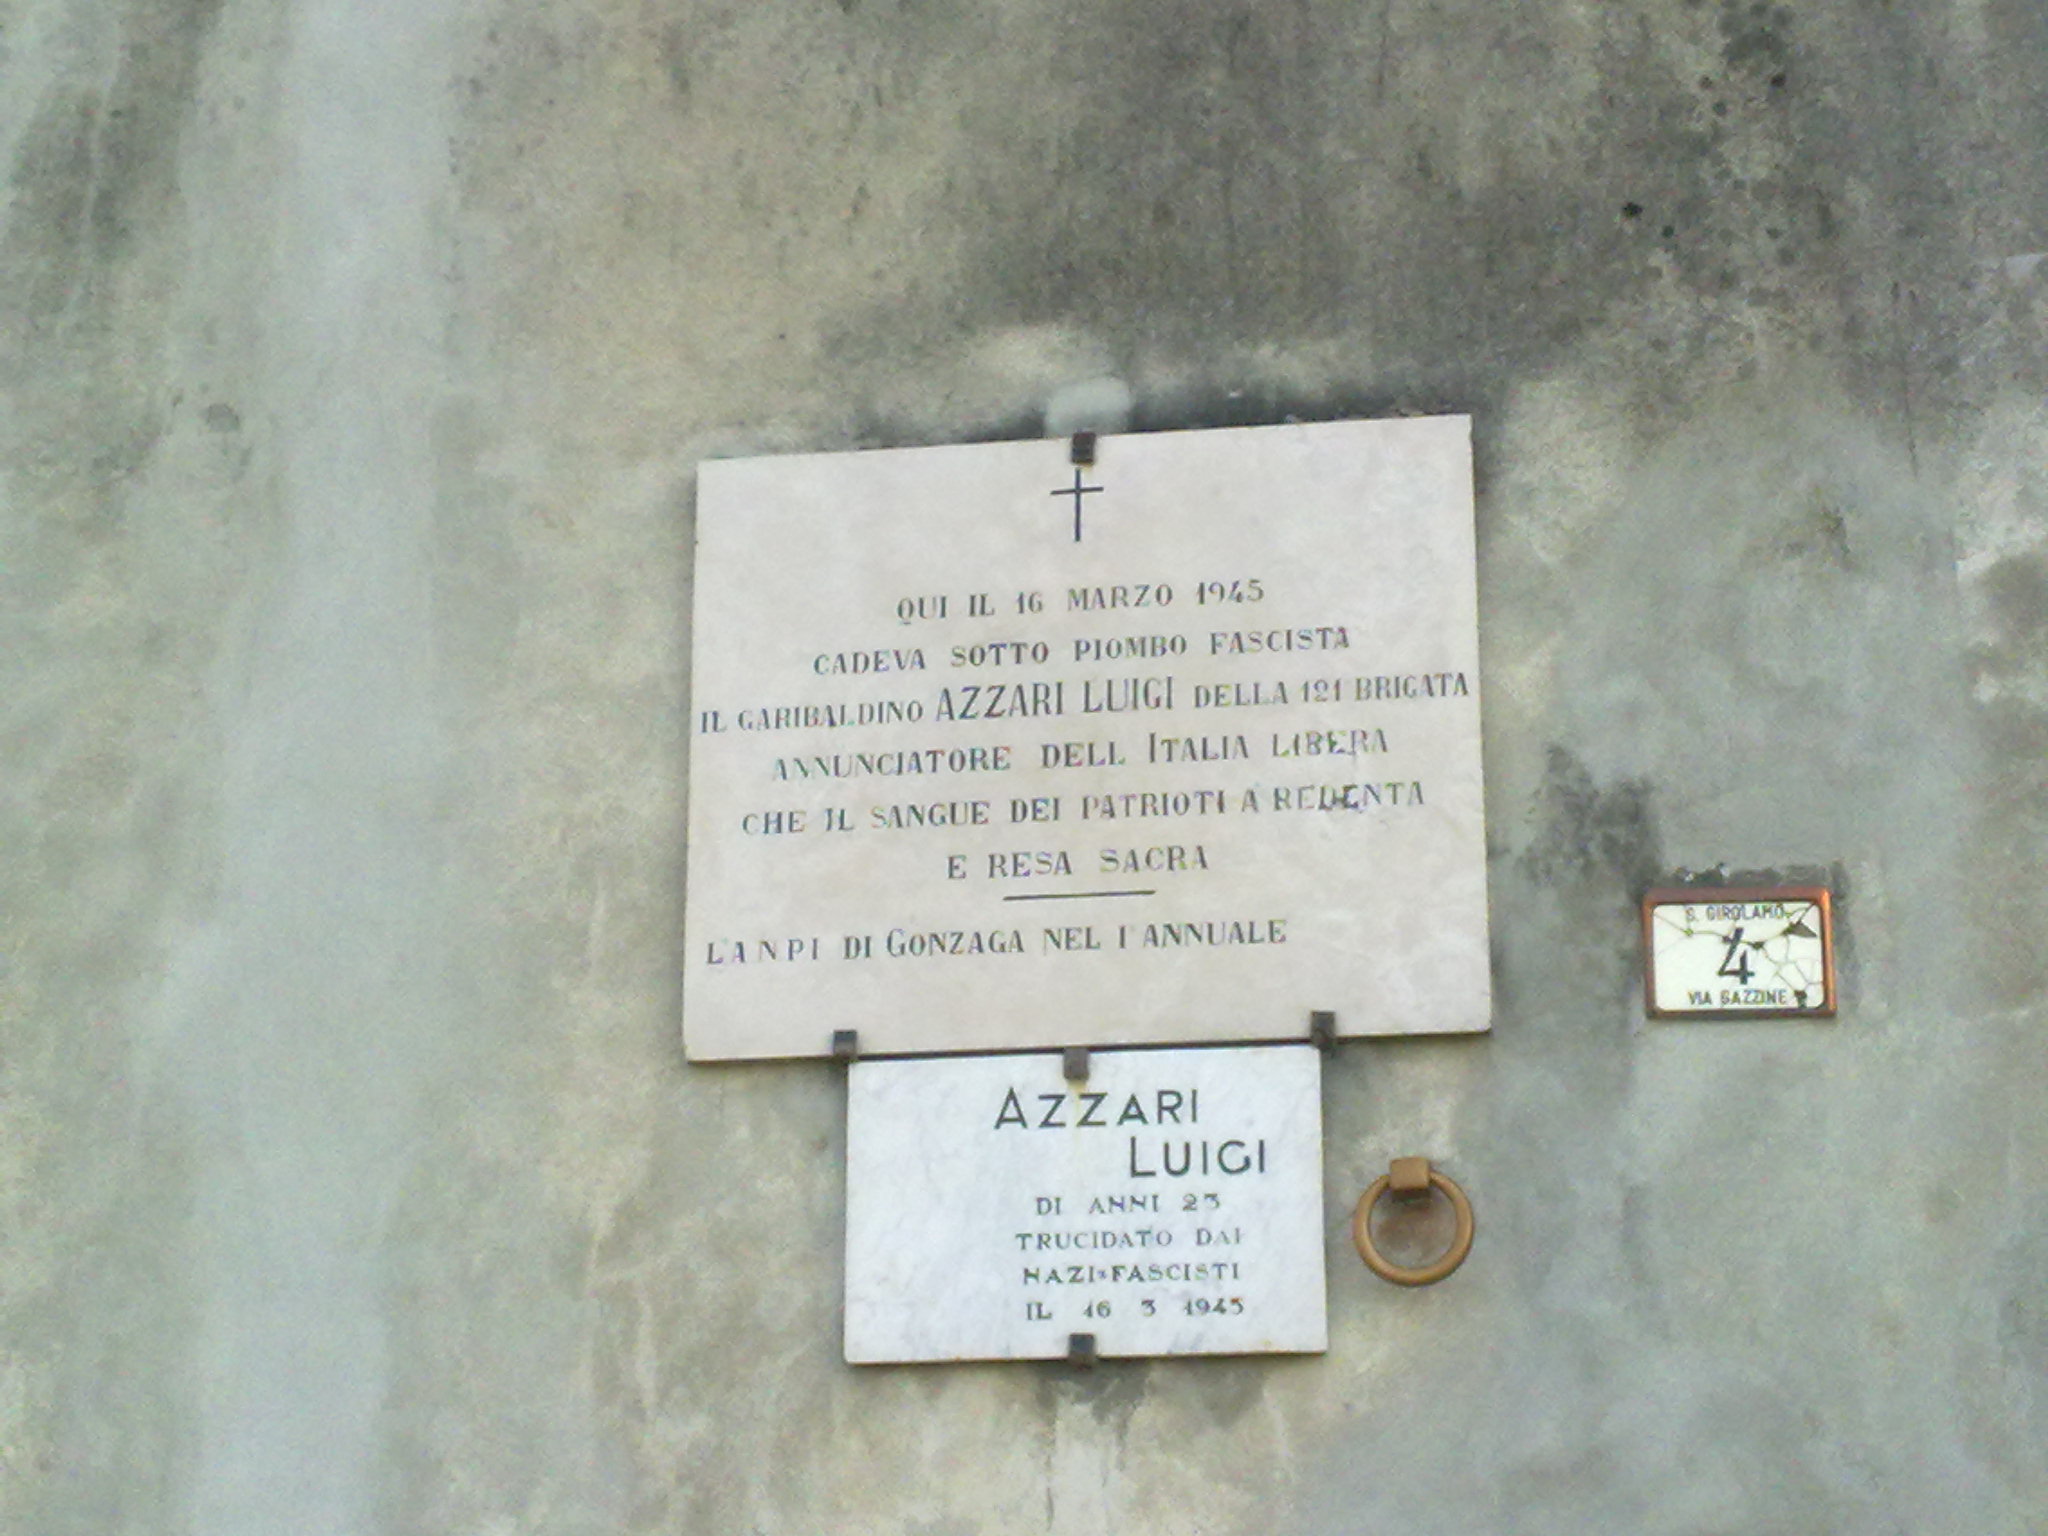 QUI IL 16 MARZO 1945
CADEVA SOTTO PIOMBO FASCISTA
IL GARIBALDINO AZZARI LUIGI DELLA 121 BRIGATA
ANNUNCIATORE DELL ITALIA LIBERA
CHE IL SANGUE DEI PATRIOTI A REDENTA
E RESA SACRA
L'A N P I DI GONZAGA NEL I° ANNUALE
AZZARI
LUIGI
DI ANNI 23
TRUCIDATO DAI
NAZI-FASCISTI
IL 16 3 1945
S. GIROLAMO
4
VIA GAZZINE